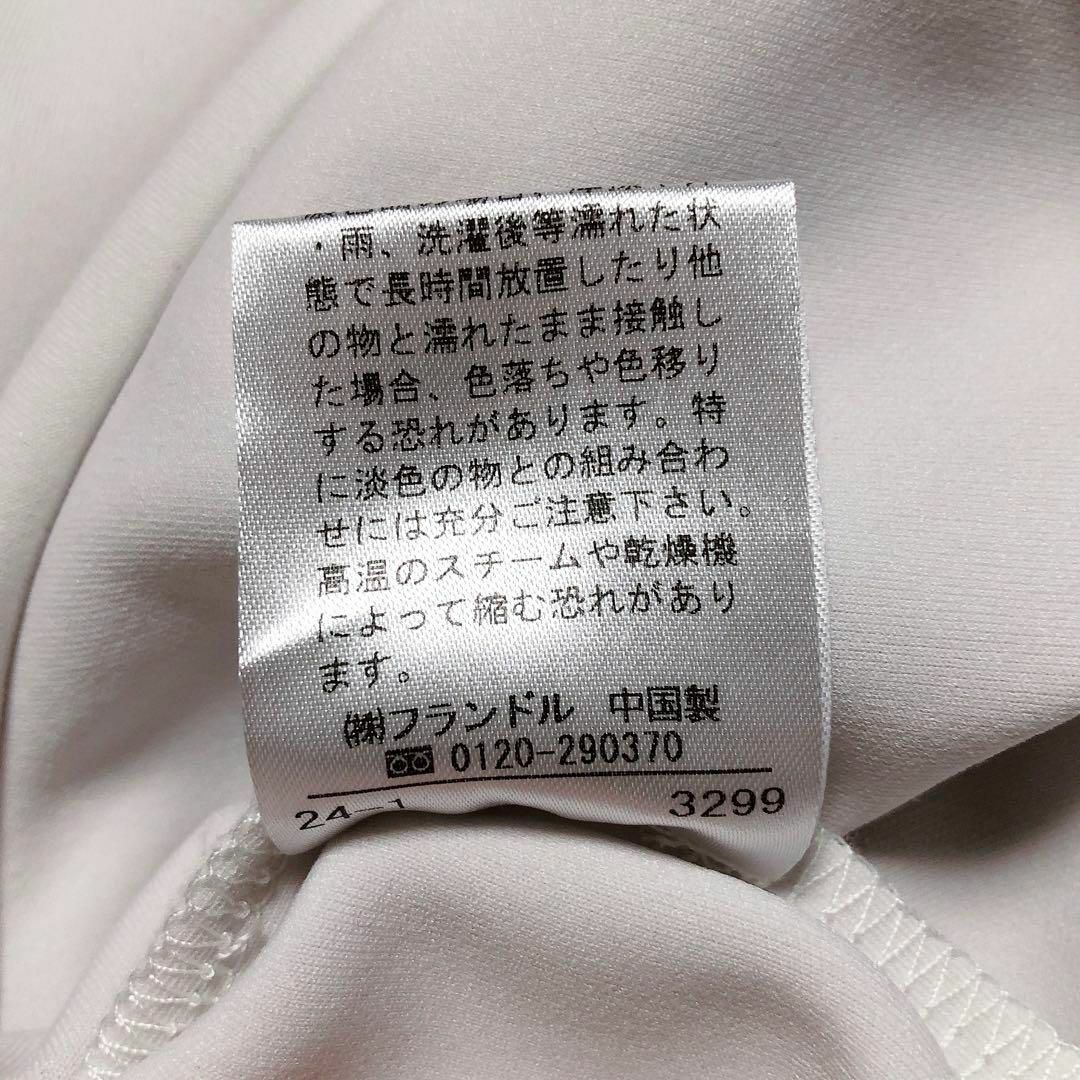 ・雨、洗濯後等濡れた状
態で長時間放置したり他
の物と濡れたまま接触し
た場合、色落ちや色移り
する恐れがあります。特
に淡色の物との組み合わ
せには充分ご注意下さい。
高温のスチームや乾燥機
によって縮む恐れがあり
ます。
㈱フランドル 中国製
0120-290370
24-1 3299